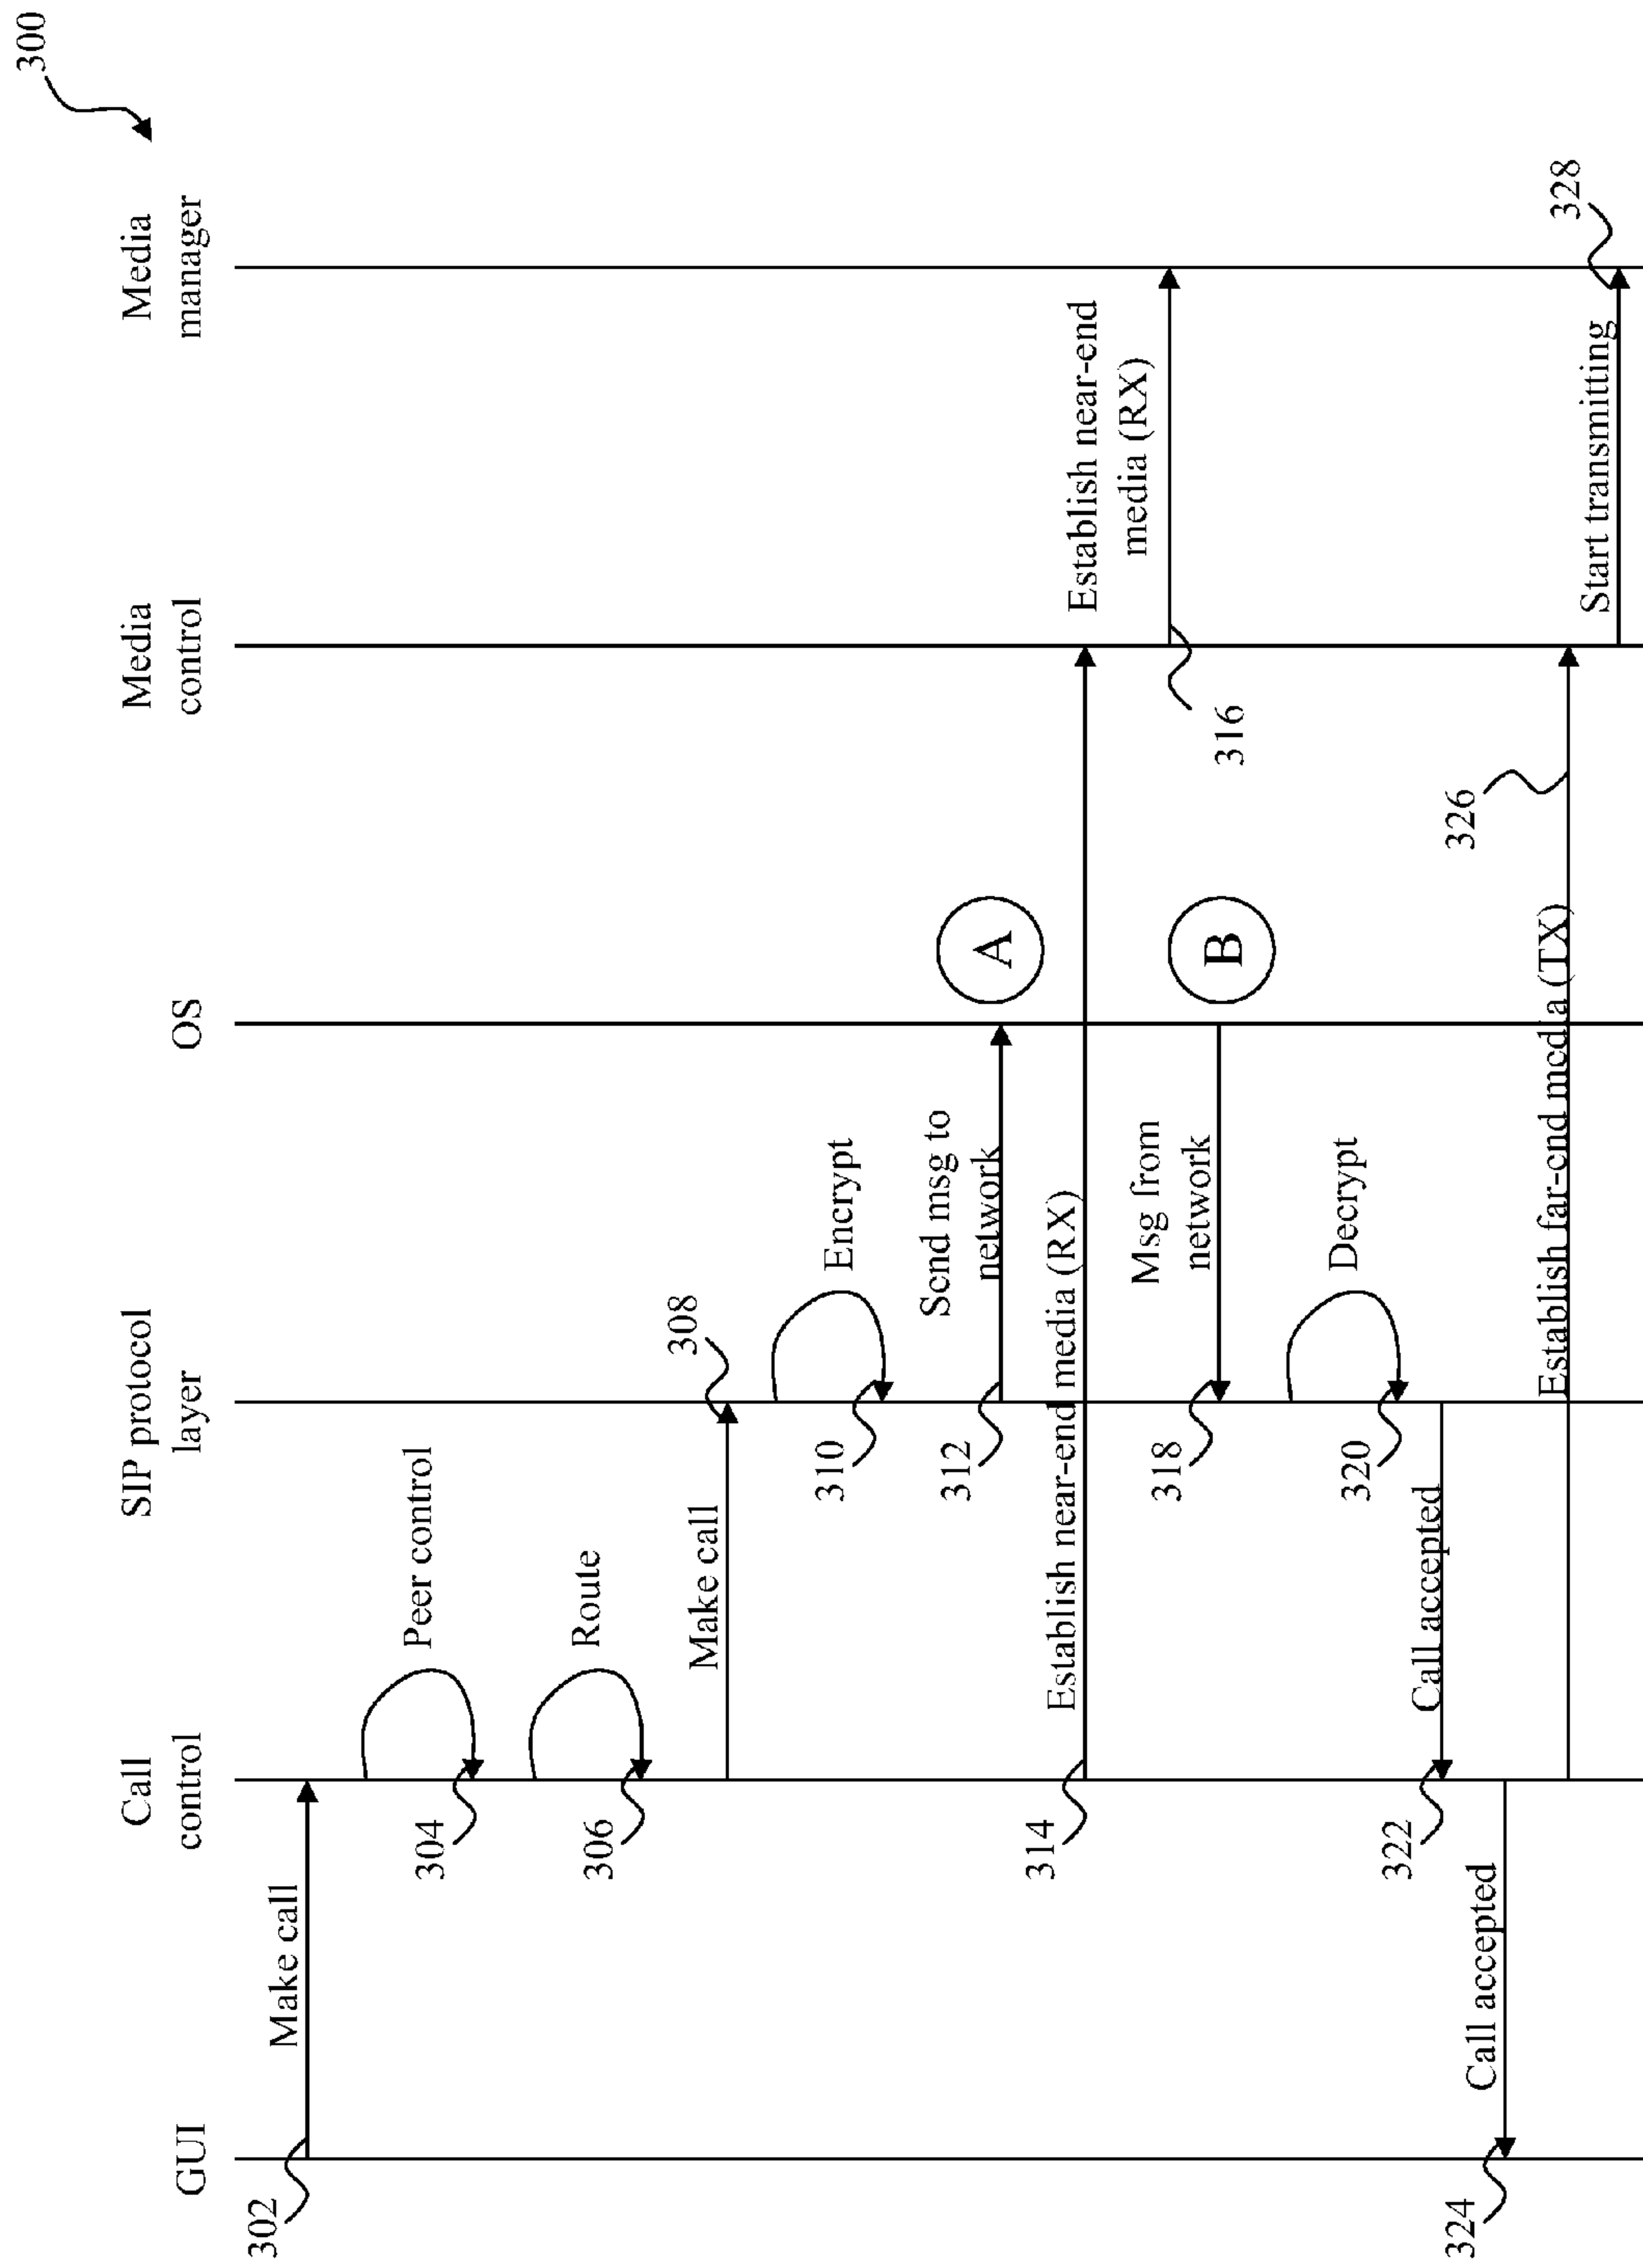 300
GUI
Call
control
SIP protocol
layer
OS
Media
control
Media
manager
302
Make call
304
Peer control
306
Route
Make call
308
310
Encrypt
312
Send msg to
network
A
314
Establish near-end media (RX)
316
Establish near-end
media (RX)
318
Msg from
network
B
320
Decrypt
322
Call accepted
324
Call accepted
Establish far-end media (TX)
326
Start transmitting
328